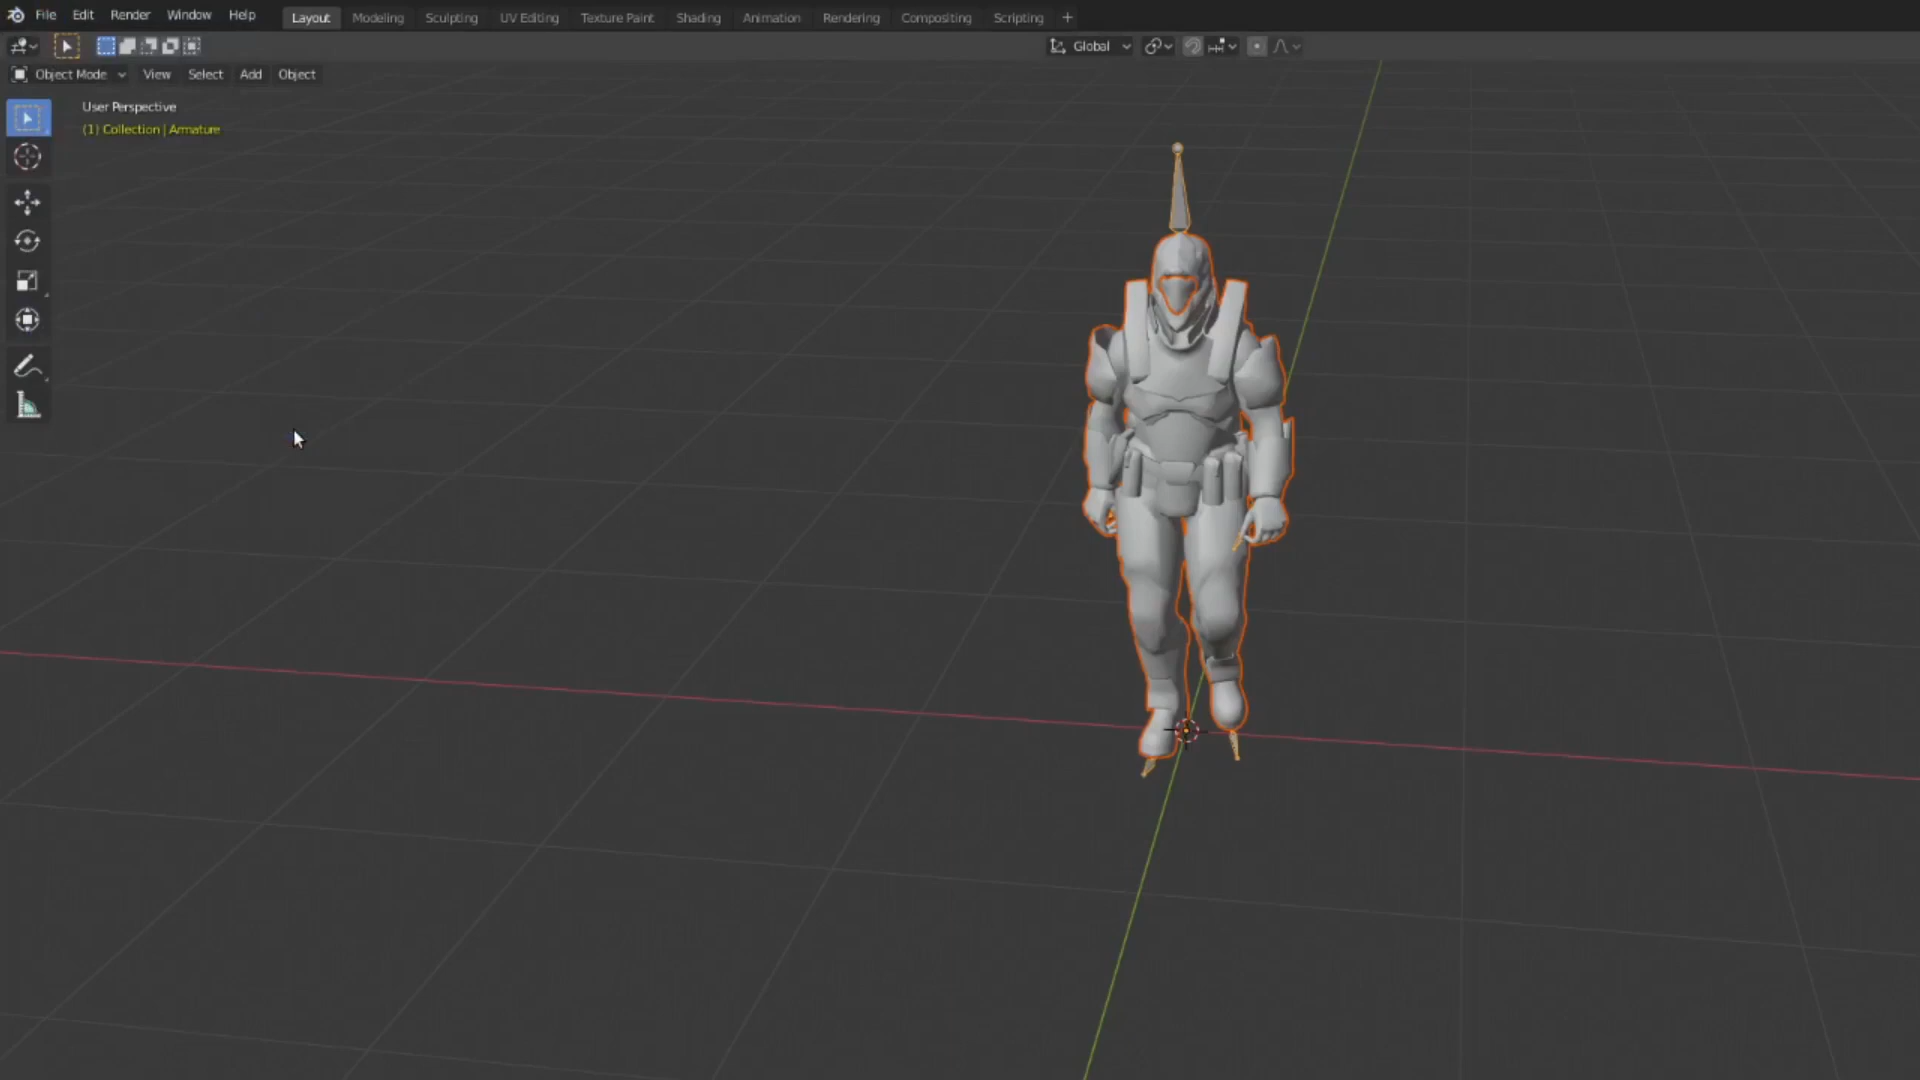 File Edit Render Window Help Layout Modeling Sculpting UV Editing Texture Paint Shading Animation Rendering Compositing Scripting +
Global
Object Mode View Select Add Object
User Perspective
(1) Collection | Armature